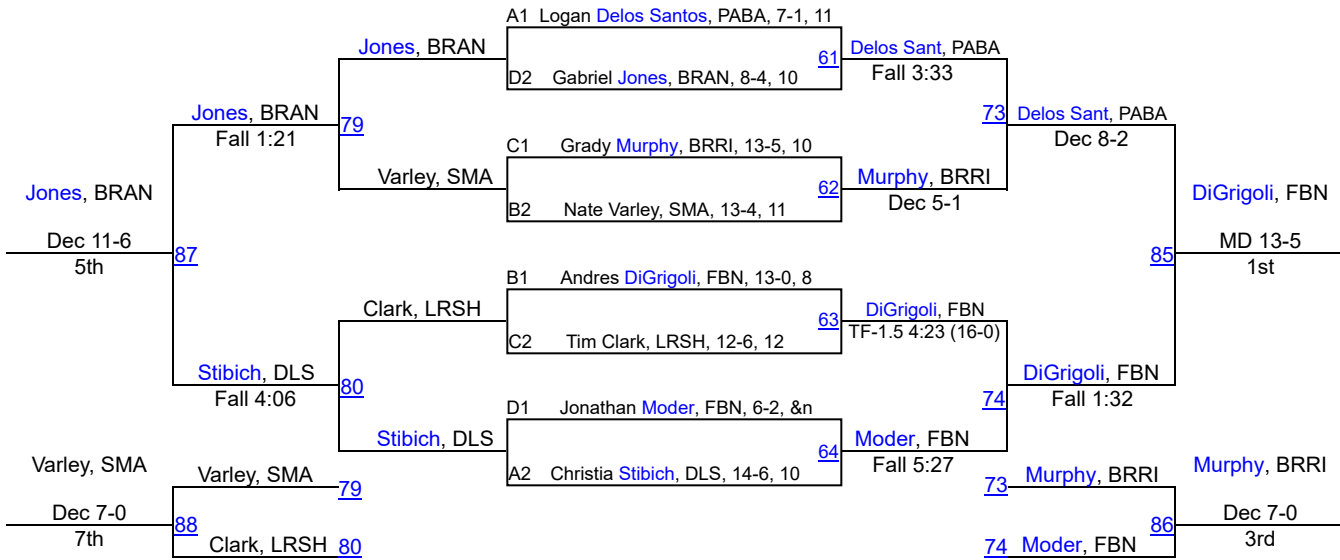 A1 Logan Delos Santos, PABA, 7-1, 11
Jones, BRAN
61
Delos Sant, PABA
Fall 3:33
D2 Gabriel Jones, BRAN, 8-4, 10
Jones, BRAN
Fall 1:21
79
73
Delos Sant, PABA
Dec 8-2
C1 Grady Murphy, BRRI, 13-5, 10
Varley, SMA
62
Murphy, BRRI
Dec 5-1
B2 Nate Varley, SMA, 13-4, 11
Jones, BRAN
Dec 11-6
5th
87
85
DiGrigoli, FBN
MD 13-5
1st
B1 Andres DiGrigoli, FBN, 13-0, 8
Clark, LRSH
63
DiGrigoli, FBN
TF-1.5 4:23 (16-0)
C2 Tim Clark, LRSH, 12-6, 12
Stibich, DLS
Fall 4:06
80
74
DiGrigoli, FBN
Fall 1:32
D1 Jonathan Moder, FBN, 6-2, &n
Stibich, DLS
64
Moder, FBN
Fall 5:27
A2 Christia Stibich, DLS, 14-6, 10
Varley, SMA
Dec 7-0
7th
88
Varley, SMA
79
Clark, LRSH
80
73
Murphy, BRRI
74
Moder, FBN
86
Murphy, BRRI
Dec 7-0
3rd